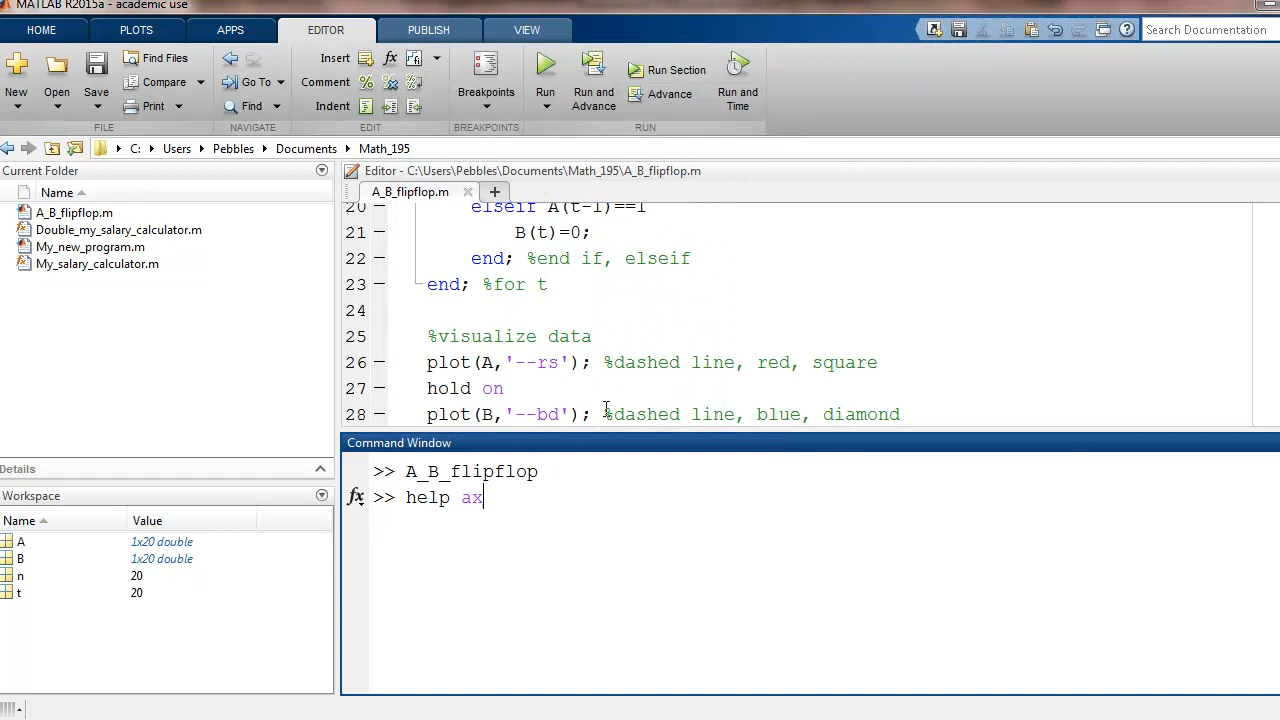 MATLAB R2015a - academic use
HOME PLOTS APPS EDITOR PUBLISH VIEW Search Documentation
New Open Save Find Files Compare Print
Go To Find
Insert Comment Indent
Breakpoints Run Run and Advance Run Section Advance Run and Time
FILE NAVIGATE EDIT BREAKPOINTS RUN
C: Users Pebbles Documents Math_195
Current Folder
Name
A_B_flipflop.m
Double_my_salary_calculator.m
My_new_program.m
My_salary_calculator.m
Details
Workspace
Name Value
A 1x20 double
B 1x20 double
n 20
t 20
Editor - C:\Users\Pebbles\Documents\Math_195\A_B_flipflop.m
A_B_flipflop.m
20 elseif A(t-1)==1
21 B(t)=0;
22 end; %end if, elseif
23 end; %for t
24
25 %visualize data
26 plot(A,'--rs'); %dashed line, red, square
27 hold on
28 plot(B,'--bd'); %dashed line, blue, diamond
Command Window
>> A_B_flipflop
fx >> help ax